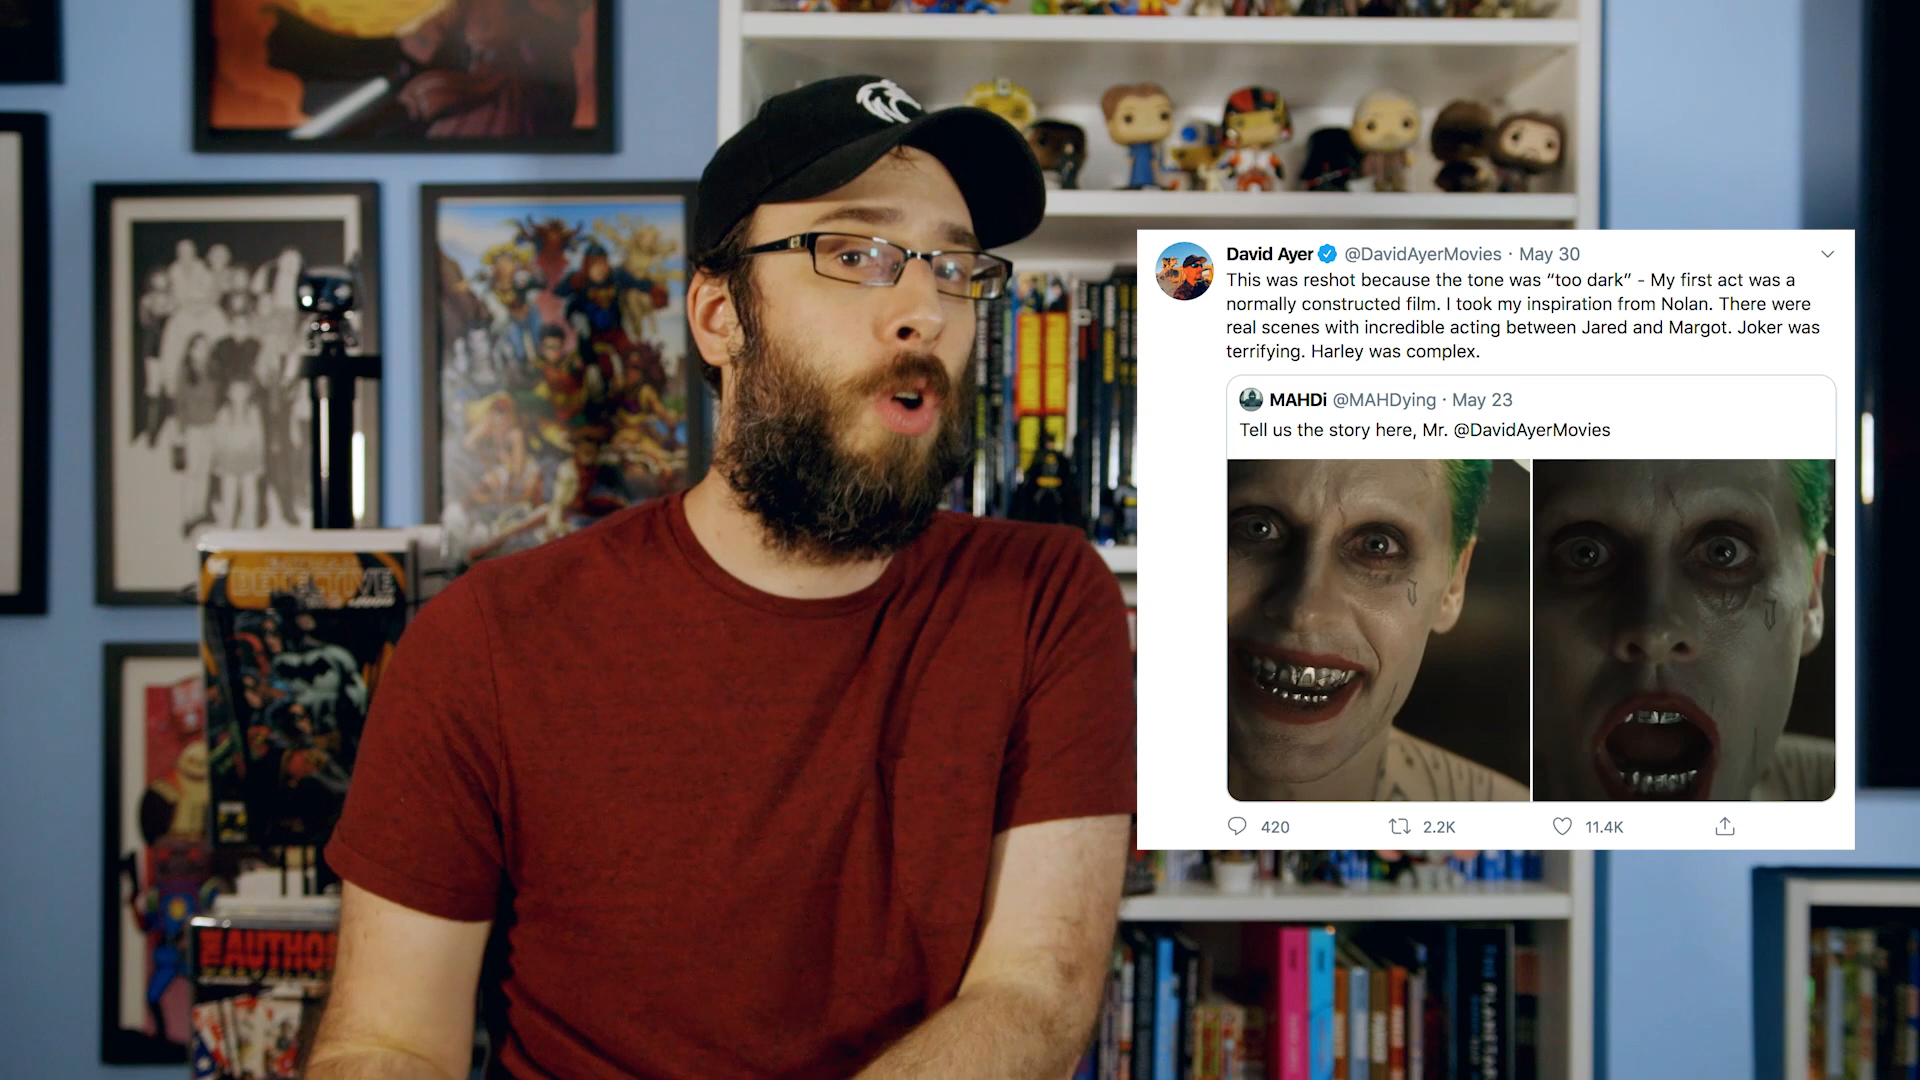 David Ayer @DavidAyerMovies · May 30
This was reshot because the tone was “too dark” - My first act was a
normally constructed film. I took my inspiration from Nolan. There were
real scenes with incredible acting between Jared and Margot. Joker was
terrifying. Harley was complex.
MAHDi @MAHDying · May 23
Tell us the story here, Mr. @DavidAyerMovies
420 2.2K 11.4K
DETECTIVE
AUTHO